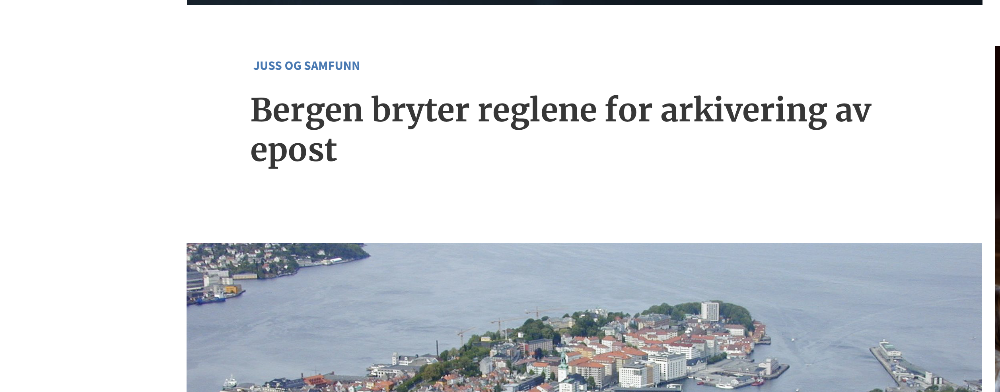 JUSS OG SAMFUNN
Bergen bryter reglene for arkivering av
epost